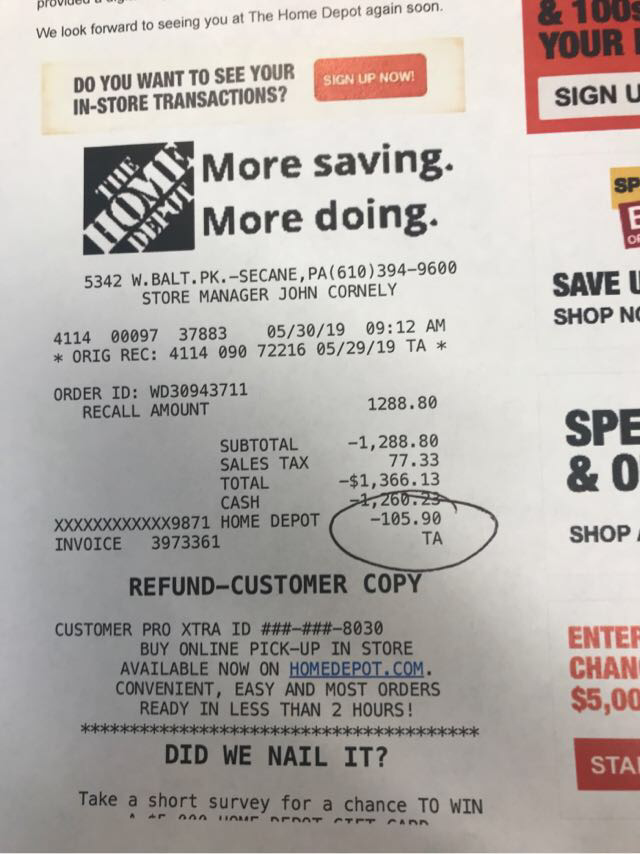 We look forward to seeing you at The Home Depot again soon.
DO YOU WANT TO SEE YOUR
IN-STORE TRANSACTIONS?
SIGN UP NOW!
THE
HOME
DEPOT
More saving.
More doing.
5342 W.BALT.PK.-SECANE,PA(610)394-9600
STORE MANAGER JOHN CORNELY
4114 00097 37883 05/30/19 09:12 AM
* ORIG REC: 4114 090 72216 05/29/19 TA *
ORDER ID: WD30943711
RECALL AMOUNT 1288.80
SUBTOTAL -1,288.80
SALES TAX 77.33
TOTAL -$1,366.13
CASH -1,260.23
XXXXXXXXXXXX9871 HOME DEPOT -105.90
INVOICE 3973361 TA
REFUND-CUSTOMER COPY
CUSTOMER PRO XTRA ID ###-###-8030
BUY ONLINE PICK-UP IN STORE
AVAILABLE NOW ON HOMEDEPOT.COM.
CONVENIENT, EASY AND MOST ORDERS
READY IN LESS THAN 2 HOURS!
****************************************
DID WE NAIL IT?
Take a short survey for a chance TO WIN
& 100s
YOUR
SIGN U
SP
SAVE U
SHOP NO
SPE
& O
SHOP
ENTER
CHAN
$5,00
STA